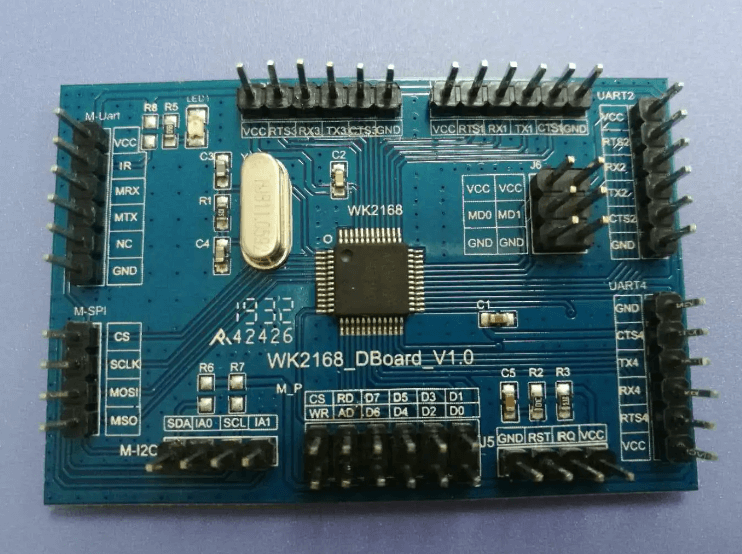 M-Uart
R8
R5
LED1
VCC
IR
MRX
MTX
NC
GND
VCC RTS3 RX3 TX3 CTS3 GND
VCC RTS1 RX1 TX1 CTS1 GND
UART2
VCC
RTS2
RX2
TX2
CTS2
GND
C3
R1
C4
C2
WK2168
J6
VCC VCC
MD0 MD1
GND GND
M-SPI
CS
SCLK
MOSI
MISO
1932
42426
C1
WK2168_DBoard_V1.0
UART4
GND
CTS4
TX4
RX4
RTS4
VCC
R6
R7
SDA IA0 SCL IA1
M-I2C
M_P
CS RD D7 D5 D3 D1
WR AD D6 D4 D2 D0
C5
R2
R3
J5
GND RST RQ VCC